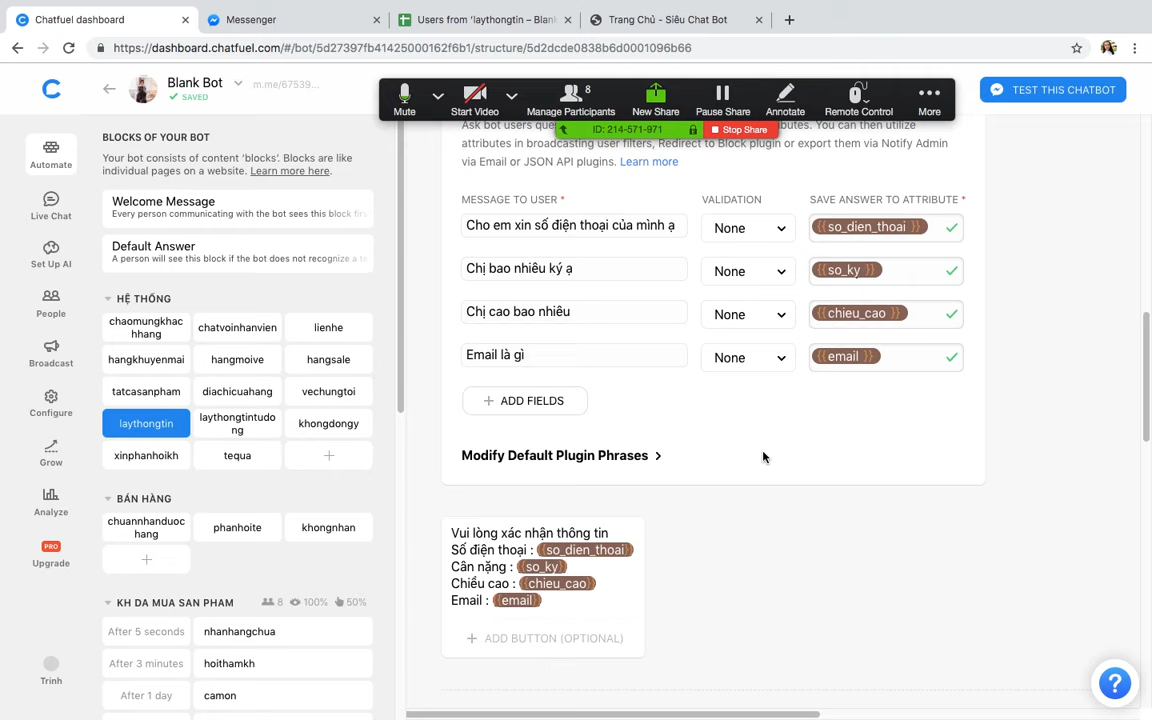 Chatfuel dashboard
Messenger
Users from 'laythongtin – Blank
Trang Chủ - Siêu Chat Bot
https://dashboard.chatfuel.com/#/bot/5d27397fb41425000162f6b1/structure/5d2dcde0838b6d0001096b66
Blank Bot
SAVED
m.me/67539...
Mute
Start Video
8
Manage Participants
New Share
Pause Share
Annotate
Remote Control
More
ID: 214-571-971
Stop Share
TEST THIS CHATBOT
Automate
Live Chat
Set Up AI
People
Broadcast
Configure
Grow
Analyze
PRO
Upgrade
Trinh
BLOCKS OF YOUR BOT
Your bot consists of content 'blocks'. Blocks are like
individual pages on a website. Learn more here.
Welcome Message
Every person communicating with the bot sees this block firs
Default Answer
A person will see this block if the bot does not recognize a te
HỆ THỐNG
chaomungkhac
hhang
chatvoinhanvien
lienhe
hangkhuyenmai
hangmoive
hangsale
tatcasanpham
diachicuahang
vechungtoi
laythongtin
laythongtintudo
ng
khongdongy
xinphanhoikh
tequa
BÁN HÀNG
chuannhanduoc
hang
phanhoite
khongnhan
KH DA MUA SAN PHAM
8
100%
50%
After 5 seconds
nhanhangchua
After 3 minutes
hoithamkh
After 1 day
camon
attributes in broadcasting user filters, Redirect to Block plugin or export them via Notify Admin
via Email or JSON API plugins. Learn more
MESSAGE TO USER *
VALIDATION
SAVE ANSWER TO ATTRIBUTE *
Cho em xin số điện thoại của mình ạ
None
{{so_dien_thoai }}
Chị bao nhiêu ký ạ
None
{{so_ky }}
Chị cao bao nhiêu
None
{{chieu_cao }}
Email là gì
None
{{email }}
ADD FIELDS
Modify Default Plugin Phrases
Vui lòng xác nhận thông tin
Số điện thoại : {{so_dien_thoai}}
Cân nặng : {{so_ky}}
Chiều cao : {{chieu_cao}}
Email : {{email}}
ADD BUTTON (OPTIONAL)
?